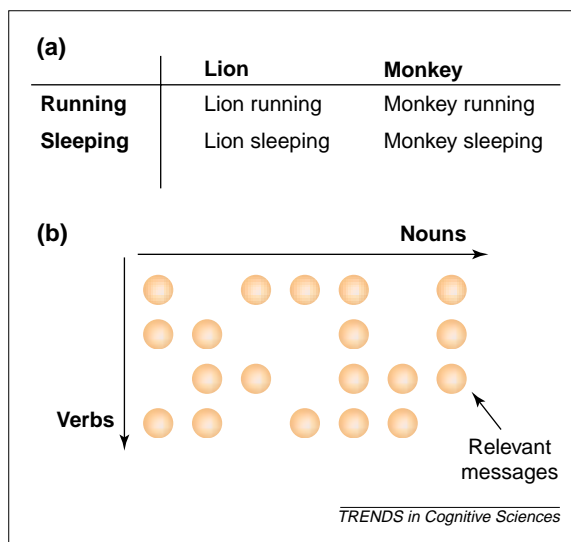 (a)
Lion Monkey
Running Lion running Monkey running
Sleeping Lion sleeping Monkey sleeping
(b)
Nouns
Verbs
Relevant
messages
TRENDS in Cognitive Sciences